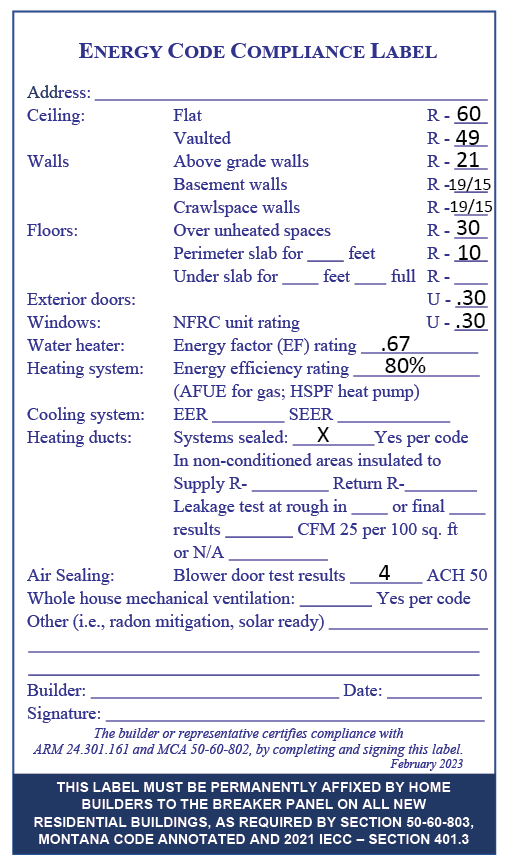 ENERGY CODE COMPLIANCE LABEL
Address: ____________________
Ceiling: Flat R - 60
Vaulted R - 49
Walls Above grade walls R - 21
Basement walls R -19/15
Crawlspace walls R -19/15
Floors: Over unheated spaces R - 30
Perimeter slab for ____ feet R - 10
Under slab for ____ feet ____ full R - ____
Exterior doors: U - .30
Windows: NFRC unit rating U - .30
Water heater: Energy factor (EF) rating .67
Heating system: Energy efficiency rating 80%
(AFUE for gas; HSPF heat pump)
Cooling system: EER ________ SEER ____________
Heating ducts: Systems sealed: X Yes per code
In non-conditioned areas insulated to
Supply R- ________ Return R-________
Leakage test at rough in ____ or final ____
results _______ CFM 25 per 100 sq. ft
or N/A ___________
Air Sealing: Blower door test results 4 ACH 50
Whole house mechanical ventilation: ________ Yes per code
Other (i.e., radon mitigation, solar ready) __________________
Builder: ____________________________ Date: ___________
Signature: ____________________
The builder or representative certifies compliance with
ARM 24.301.161 and MCA 50-60-802, by completing and signing this label.
February 2023
THIS LABEL MUST BE PERMANENTLY AFFIXED BY HOME
BUILDERS TO THE BREAKER PANEL ON ALL NEW
RESIDENTIAL BUILDINGS, AS REQUIRED BY SECTION 50-60-803,
MONTANA CODE ANNOTATED AND 2021 IECC – SECTION 401.3